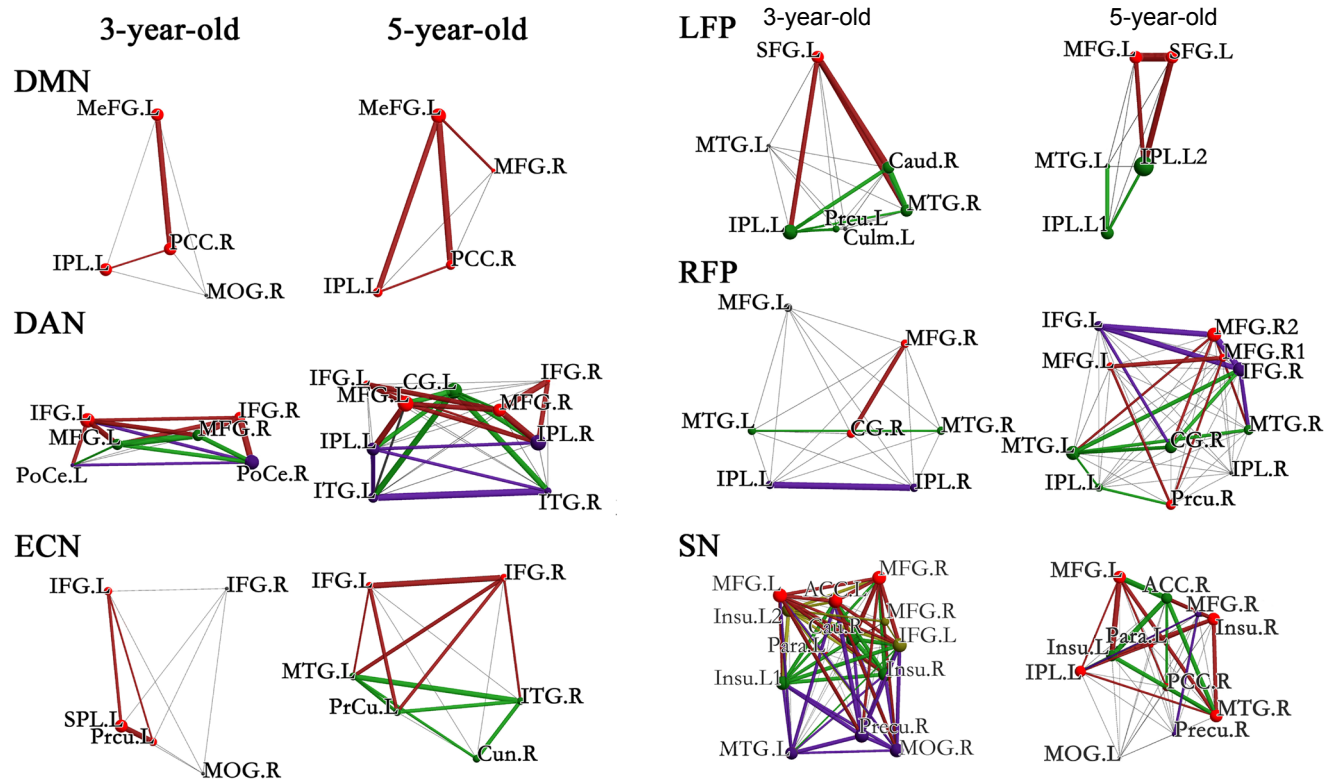 3-year-old
5-year-old
DMN
MeFG.L
PCC.R
IPL.L
MOG.R
MeFG.L
MFG.R
PCC.R
IPL.L
DAN
IFG.L
IFG.R
MFG.L
MFG.R
PoCe.L
PoCe.R
IFG.L
CG.L
IFG.R
MFG.L
MFG.R
IPL.L
IPL.R
ITG.L
ITG.R
ECN
IFG.L
IFG.R
SPL.L
Prcu.L
MOG.R
IFG.L
IFG.R
MTG.L
ITG.R
PrCu.L
Cun.R
LFP
3-year-old
5-year-old
SFG.L
MTG.L
Caud.R
MTG.R
Prcu.L
IPL.L
Culm.L
MFG.L
SFG.L
MTG.L
IPL.L2
IPL.L1
RFP
MFG.L
MFG.R
MTG.L
CG.R
MTG.R
IPL.L
IPL.R
IFG.L
MFG.R2
MFG.L
MFG.R1
IFG.R
MTG.R
MTG.L
CG.R
IPL.R
IPL.L
Prcu.R
SN
MFG.R
MFG.L
ACC.L
Insu.L2
MFG.R
Cau.R
IFG.L
Para.L
Insu.L1
Insu.R
Precu.R
MTG.L
MOG.R
MFG.L
ACC.R
MFG.R
Insu.R
Para.L
Insu.L
IPL.L
PCC.R
MTG.R
Precu.R
MOG.L